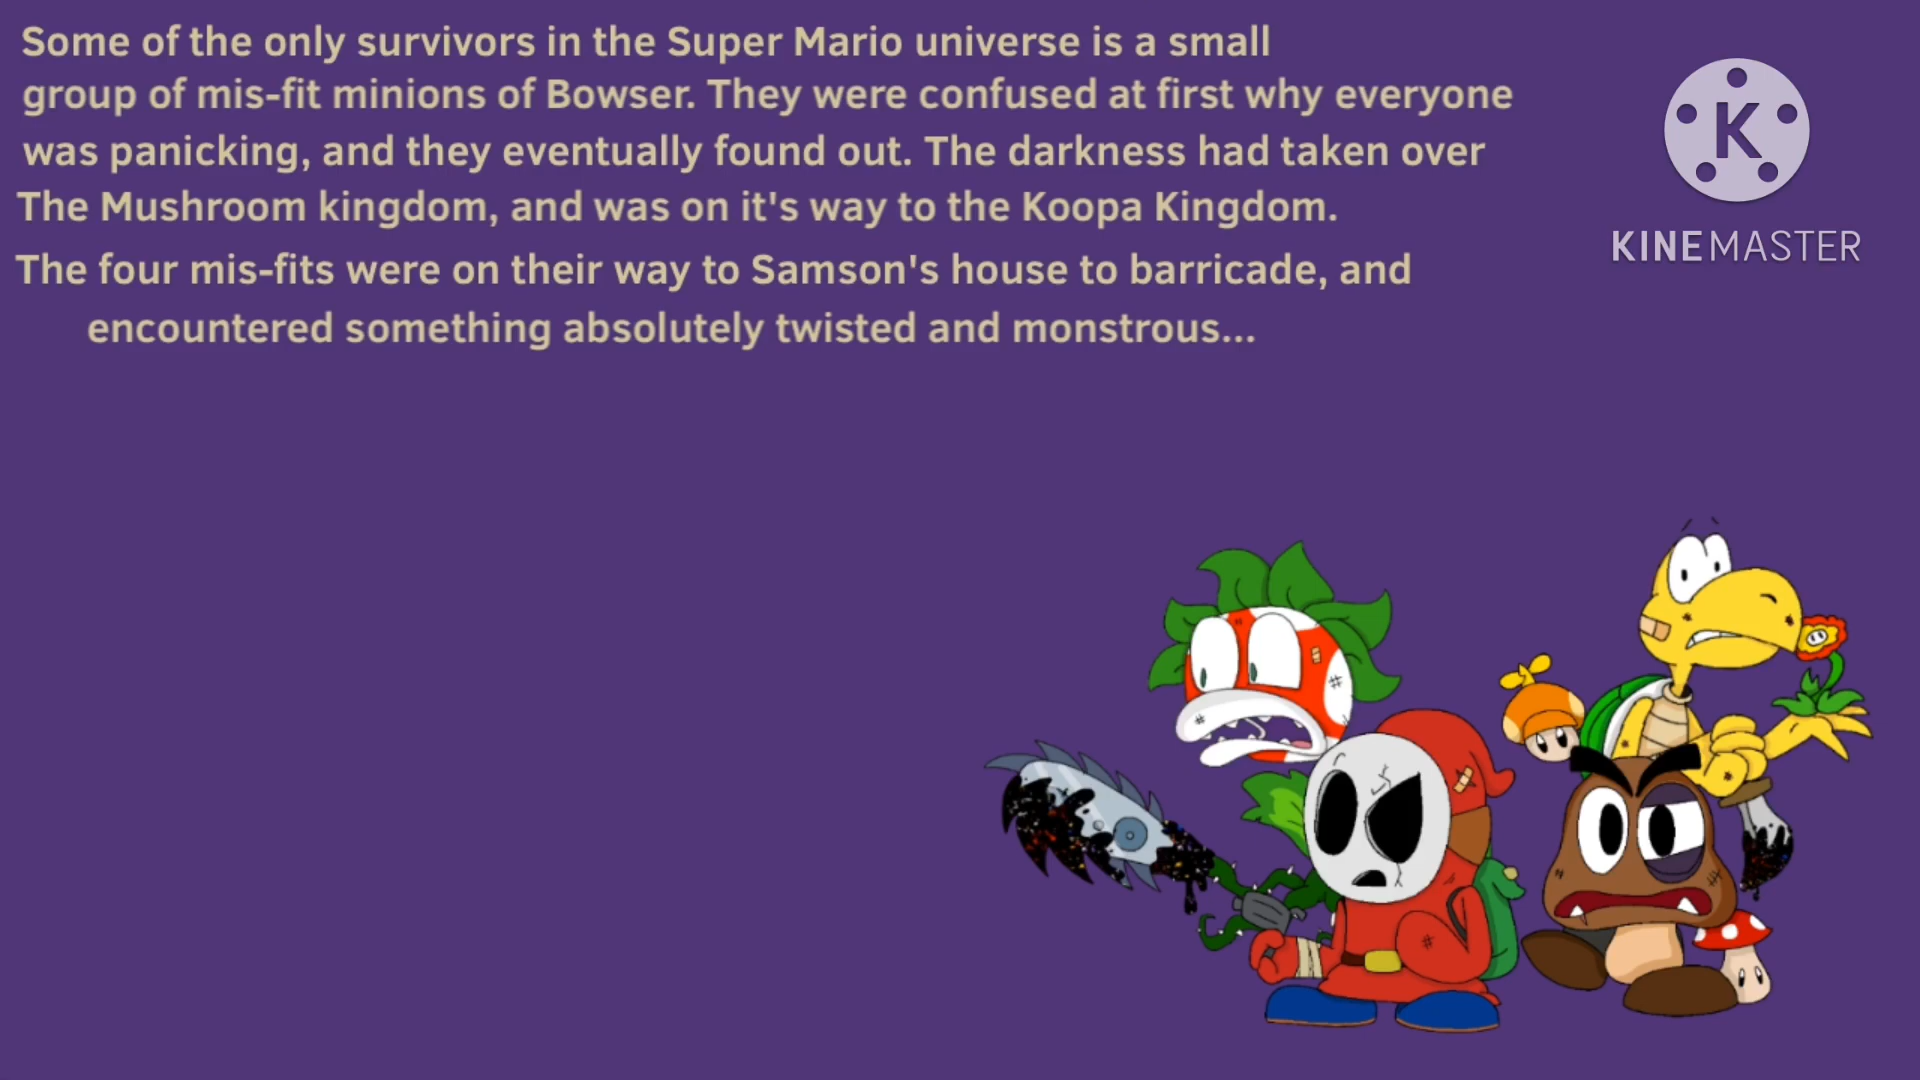 Some of the only survivors in the Super Mario universe is a small
group of mis-fit minions of Bowser. They were confused at first why everyone
was panicking, and they eventually found out. The darkness had taken over
The Mushroom kingdom, and was on it's way to the Koopa Kingdom.
The four mis-fits were on their way to Samson's house to barricade, and
encountered something absolutely twisted and monstrous...
K
KINEMASTER